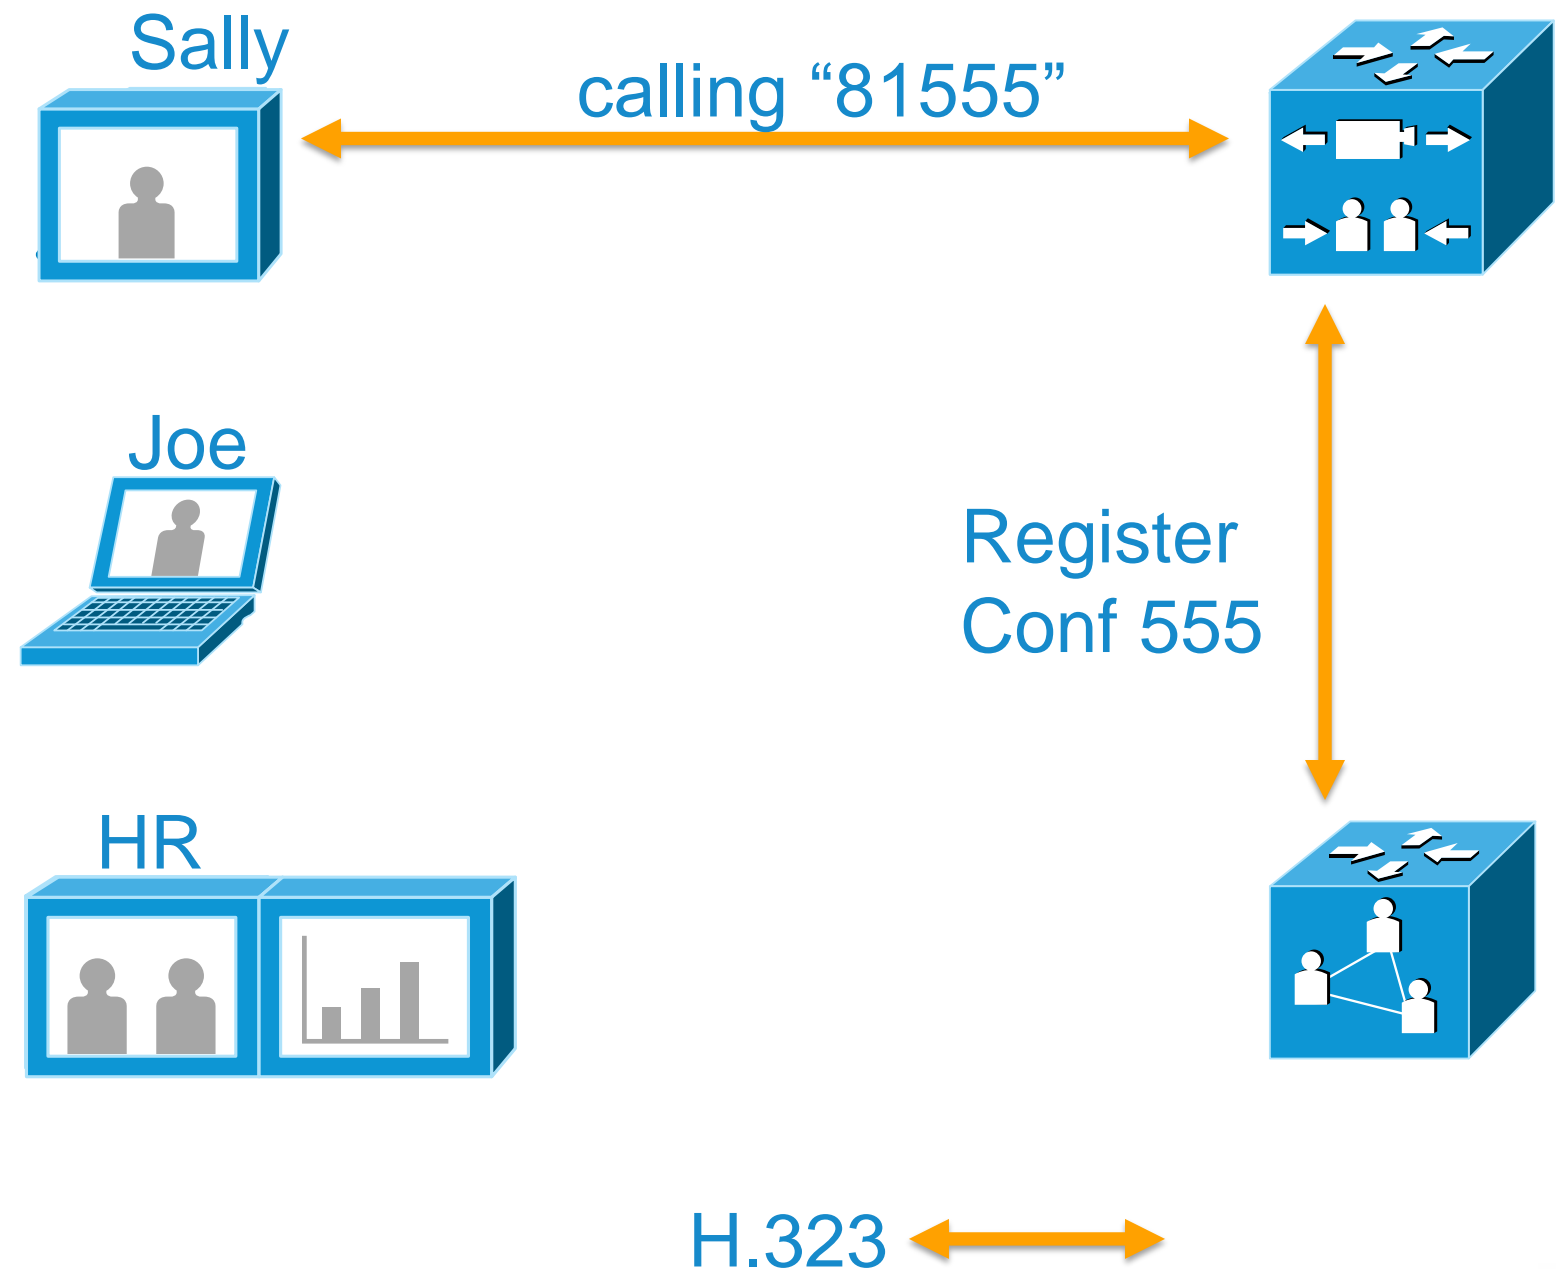 Sally
calling “81555”
Joe
Register
Conf 555
HR
H.323